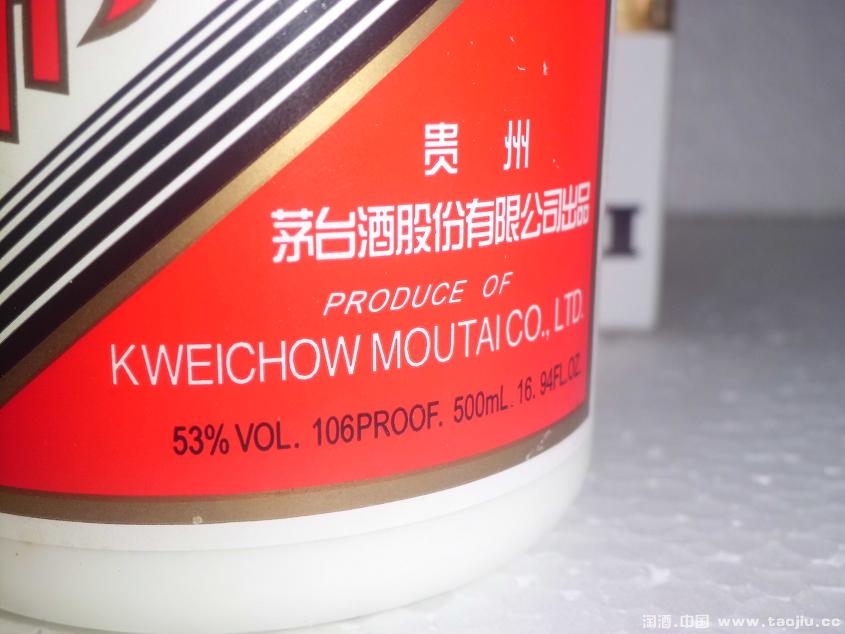 贵州
茅台酒股份有限公司出品
PRODUCE OF
KWEICHOW MOUTAI CO., LTD.
53% VOL. 106PROOF. 500mL. 16. 94FL.OZ.
淘酒.中国 www.taojiu.cc